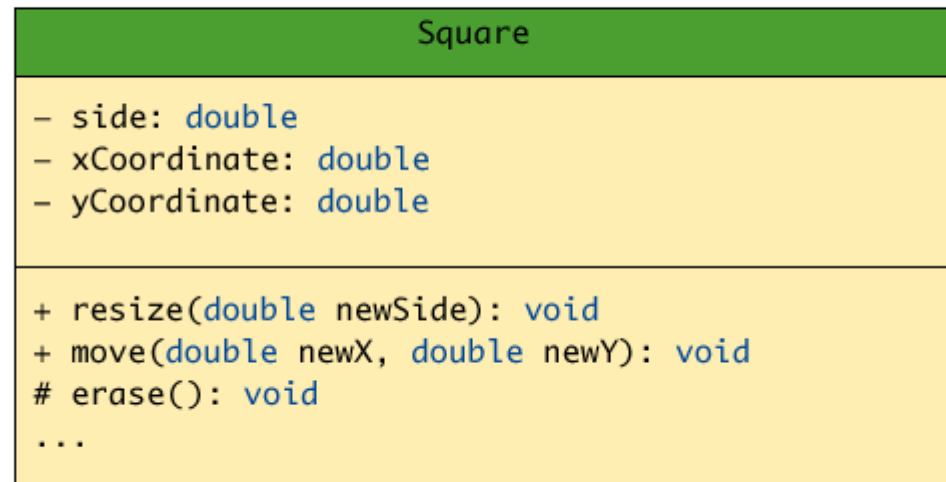 Square
– side: double
– xCoordinate: double
– yCoordinate: double
+ resize(double newSide): void
+ move(double newX, double newY): void
# erase(): void
...